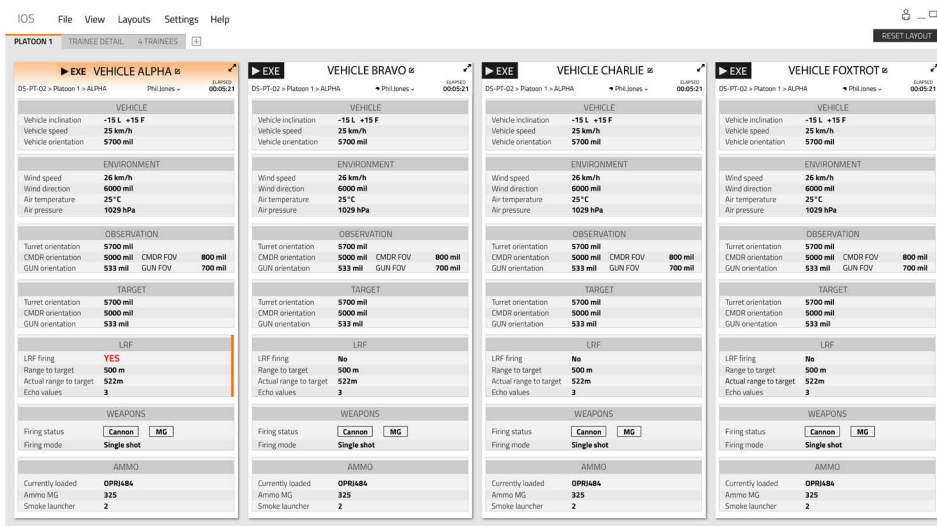 IOS File View Layouts Settings Help
PLATOON 1 TRAINEE DETAIL 4 TRAINEES
RESET LAYOUT
EXE VEHICLE ALPHA
ELAPSED
DS-PT-02 > Platoon 1 > ALPHA Phil.Jones 00:05:21
VEHICLE
Vehicle inclination -15 L +15 F
Vehicle speed 25 km/h
Vehicle orientation 5700 mil
ENVIRONMENT
Wind speed 26 km/h
Wind direction 6000 mil
Air temperature 25°C
Air pressure 1029 hPa
OBSERVATION
Turret orientation 5700 mil
CMDR orientation 5000 mil CMDR FOV 800 mil
GUN orientation 533 mil GUN FOV 700 mil
TARGET
Turret orientation 5700 mil
CMDR orientation 5000 mil
GUN orientation 533 mil
LRF
LRF firing YES
Range to target 500 m
Actual range to target 522m
Echo values 3
WEAPONS
Firing status Cannon MG
Firing mode Single shot
AMMO
Currently loaded OPRJ484
Ammo MG 325
Smoke launcher 2
EXE VEHICLE BRAVO
ELAPSED
DS-PT-02 > Platoon 1 > ALPHA Phil.Jones 00:05:21
VEHICLE
Vehicle inclination -15 L +15 F
Vehicle speed 25 km/h
Vehicle orientation 5700 mil
ENVIRONMENT
Wind speed 26 km/h
Wind direction 6000 mil
Air temperature 25°C
Air pressure 1029 hPa
OBSERVATION
Turret orientation 5700 mil
CMDR orientation 5000 mil CMDR FOV 800 mil
GUN orientation 533 mil GUN FOV 700 mil
TARGET
Turret orientation 5700 mil
CMDR orientation 5000 mil
GUN orientation 533 mil
LRF
LRF firing No
Range to target 500 m
Actual range to target 522m
Echo values 3
WEAPONS
Firing status Cannon MG
Firing mode Single shot
AMMO
Currently loaded OPRJ484
Ammo MG 325
Smoke launcher 2
EXE VEHICLE CHARLIE
ELAPSED
DS-PT-02 > Platoon 1 > ALPHA Phil.Jones 00:05:21
VEHICLE
Vehicle inclination -15 L +15 F
Vehicle speed 25 km/h
Vehicle orientation 5700 mil
ENVIRONMENT
Wind speed 26 km/h
Wind direction 6000 mil
Air temperature 25°C
Air pressure 1029 hPa
OBSERVATION
Turret orientation 5700 mil
CMDR orientation 5000 mil CMDR FOV 800 mil
GUN orientation 533 mil GUN FOV 700 mil
TARGET
Turret orientation 5700 mil
CMDR orientation 5000 mil
GUN orientation 533 mil
LRF
LRF firing No
Range to target 500 m
Actual range to target 522m
Echo values 3
WEAPONS
Firing status Cannon MG
Firing mode Single shot
AMMO
Currently loaded OPRJ484
Ammo MG 325
Smoke launcher 2
EXE VEHICLE FOXTROT
ELAPSED
DS-PT-02 > Platoon 1 > ALPHA Phil.Jones 00:05:21
VEHICLE
Vehicle inclination -15 L +15 F
Vehicle speed 25 km/h
Vehicle orientation 5700 mil
ENVIRONMENT
Wind speed 26 km/h
Wind direction 6000 mil
Air temperature 25°C
Air pressure 1029 hPa
OBSERVATION
Turret orientation 5700 mil
CMDR orientation 5000 mil CMDR FOV 800 mil
GUN orientation 533 mil GUN FOV 700 mil
TARGET
Turret orientation 5700 mil
CMDR orientation 5000 mil
GUN orientation 533 mil
LRF
LRF firing No
Range to target 500 m
Actual range to target 522m
Echo values 3
WEAPONS
Firing status Cannon MG
Firing mode Single shot
AMMO
Currently loaded OPRJ484
Ammo MG 325
Smoke launcher 2